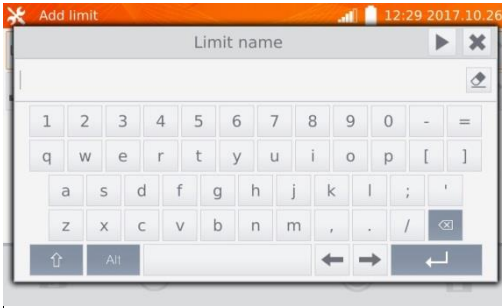 Add limit 12:29 2017.10.26
Limit name
1 2 3 4 5 6 7 8 9 0 - =
q w e r t y u i o p [ ]
a s d f g h j k l ; '
z x c v b n m , . /
Alt